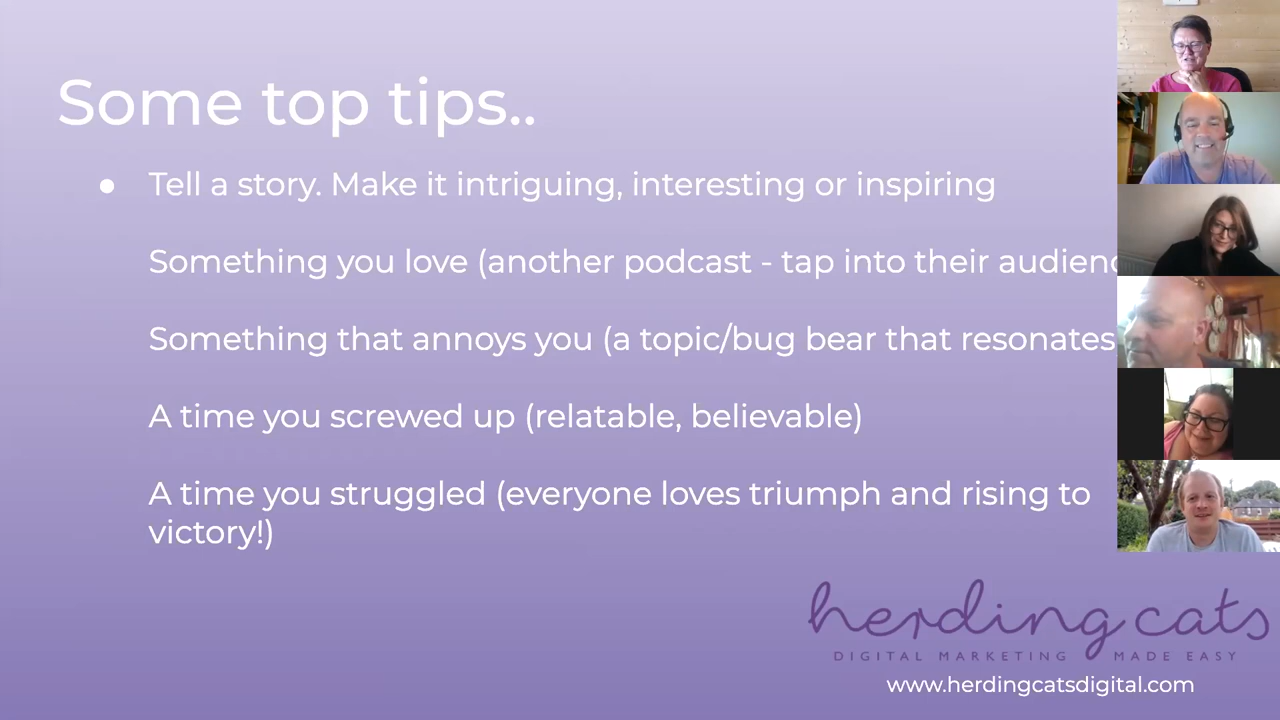 Some top tips..
● Tell a story. Make it intriguing, interesting or inspiring
Something you love (another podcast - tap into their
Something that annoys you (a topic/bug bear that resonates
A time you screwed up (relatable, believable)
A time you struggled (everyone loves triumph and rising to
victory!)
herding cats
DIGITAL MARKETING MADE EASY
www.herdingcatsdigital.com